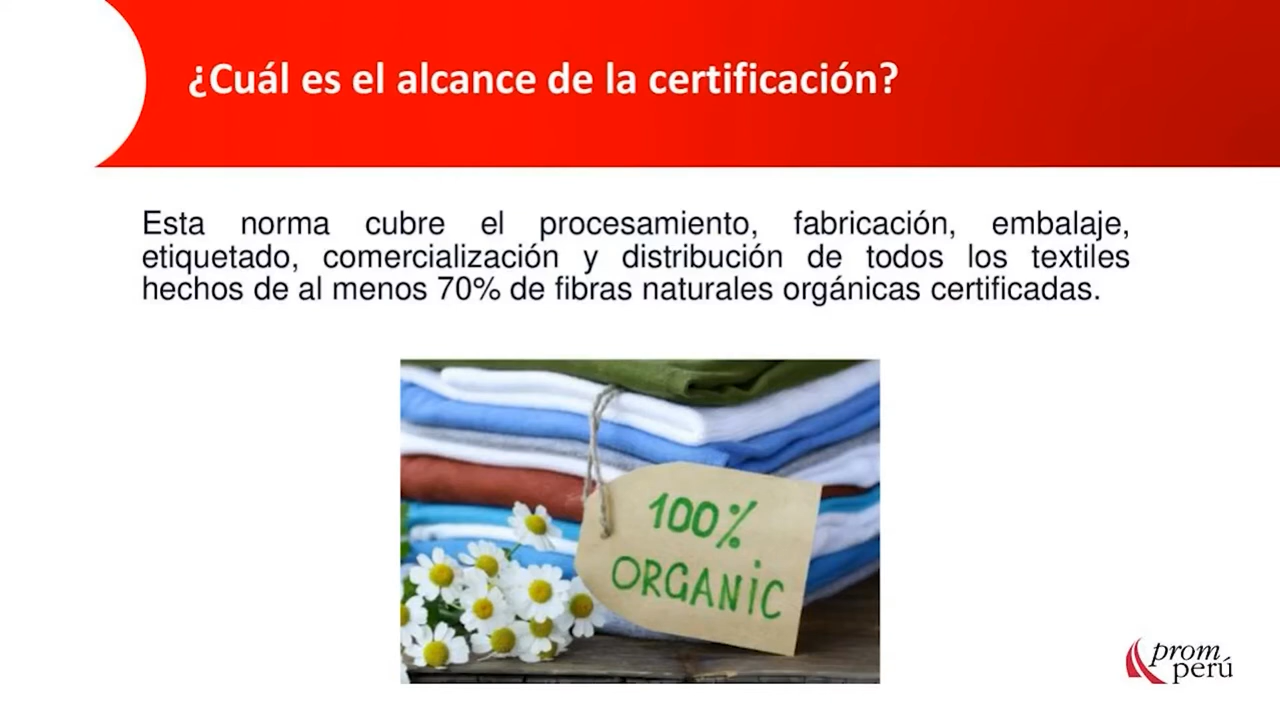 ¿Cuál es el alcance de la certificación?
Esta norma cubre el procesamiento, fabricación, embalaje,
etiquetado, comercialización y distribución de todos los textiles
hechos de al menos 70% de fibras naturales orgánicas certificadas.
100%
ORGANIC
prom
perú